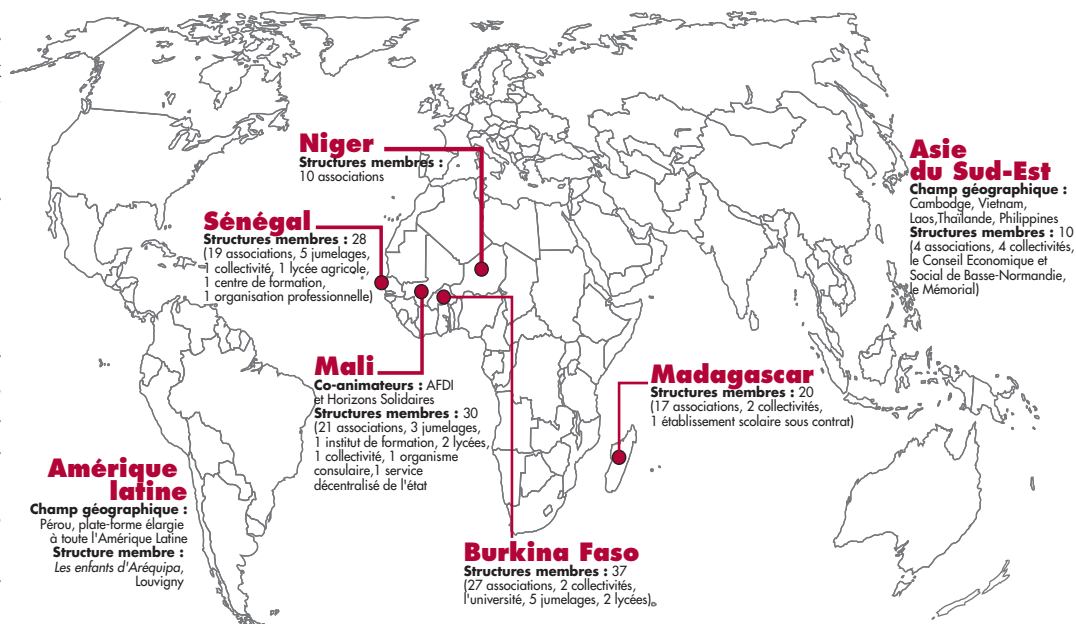 Niger
Structures membres :
10 associations
Sénégal
Structures membres : 28
(19 associations, 5 jumelages,
1 collectivité, 1 lycée agricole,
1 centre de formation,
1 organisation professionnelle)
Mali
Co-animateurs : AFDI
et Horizons Solidaires
Structures membres : 30
(21 associations, 3 jumelages,
1 institut de formation, 2 lycées,
1 collectivité, 1 organisme
consulaire,1 service
décentralisé de l'état
Amérique
latine
Champ géographique :
Pérou, plate-forme élargie
à toute l'Amérique Latine
Structure membre :
Les enfants d'Aréquipa,
Louvigny
Burkina Faso
Structures membres : 37
(27 associations, 2 collectivités,
l'université, 5 jumelages, 2 lycées)
Madagascar
Structures membres : 20
(17 associations, 2 collectivités,
1 établissement scolaire sous contrat)
Asie
du Sud-Est
Champ géographique :
Cambodge, Vietnam,
Laos,Thaïlande, Philippines
Structures membres : 10
(4 associations, 4 collectivités,
le Conseil Economique et
Social de Basse-Normandie,
le Mémorial)